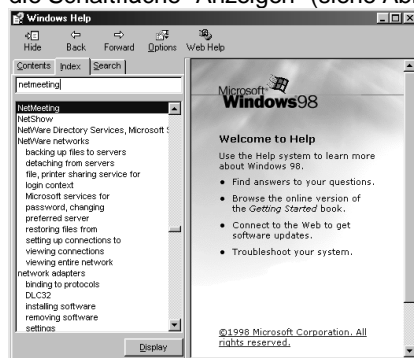 die Schaltfläche "Anzeigen" (siehe
Windows Help
Hide Back Forward Options Web Help
Contents Index Search
netmeeting
NetMeeting
NetShow
NetWare Directory Services, Microsoft
NetWare networks
backing up files to servers
detaching from servers
file, printer sharing service for
login context
Microsoft services for
password, changing
preferred server
restoring files from
setting up connections to
viewing connections
viewing entire network
network adapters
binding to protocols
DLC32
installing software
removing software
settings
Display
Microsoft
Windows98
Welcome to Help
Use the Help system to learn more
about Windows 98.
• Find answers to your questions.
• Browse the online version of
the Getting Started book.
• Connect to the Web to get
software updates.
• Troubleshoot your system.
©1998 Microsoft Corporation. All
rights reserved.